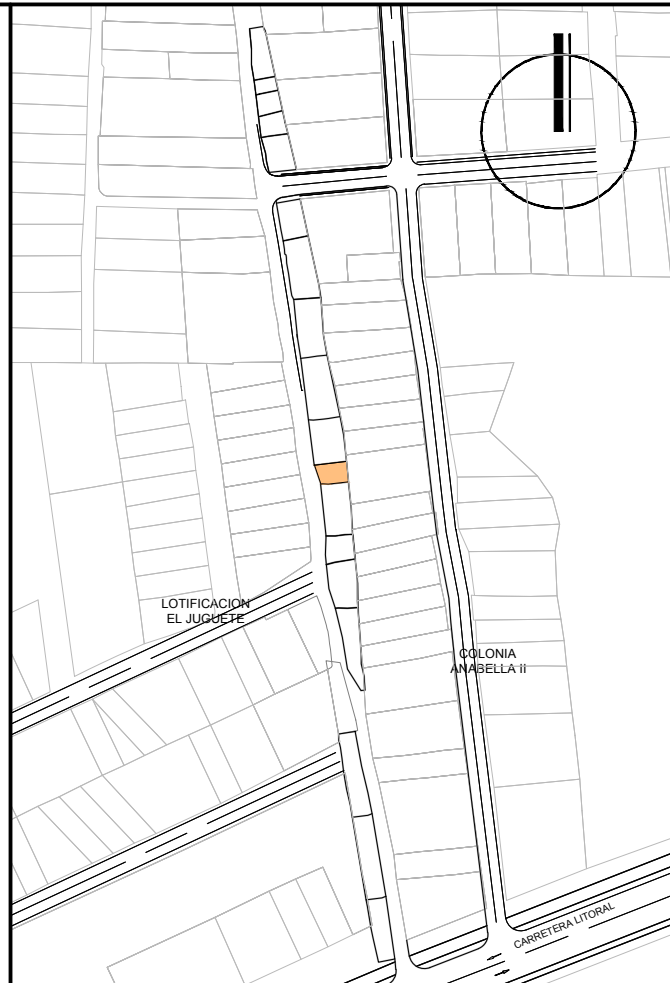 LOTIFICACION
EL JUGUETE
COLONIA
ANABELLA II
CARRETERA LITORAL